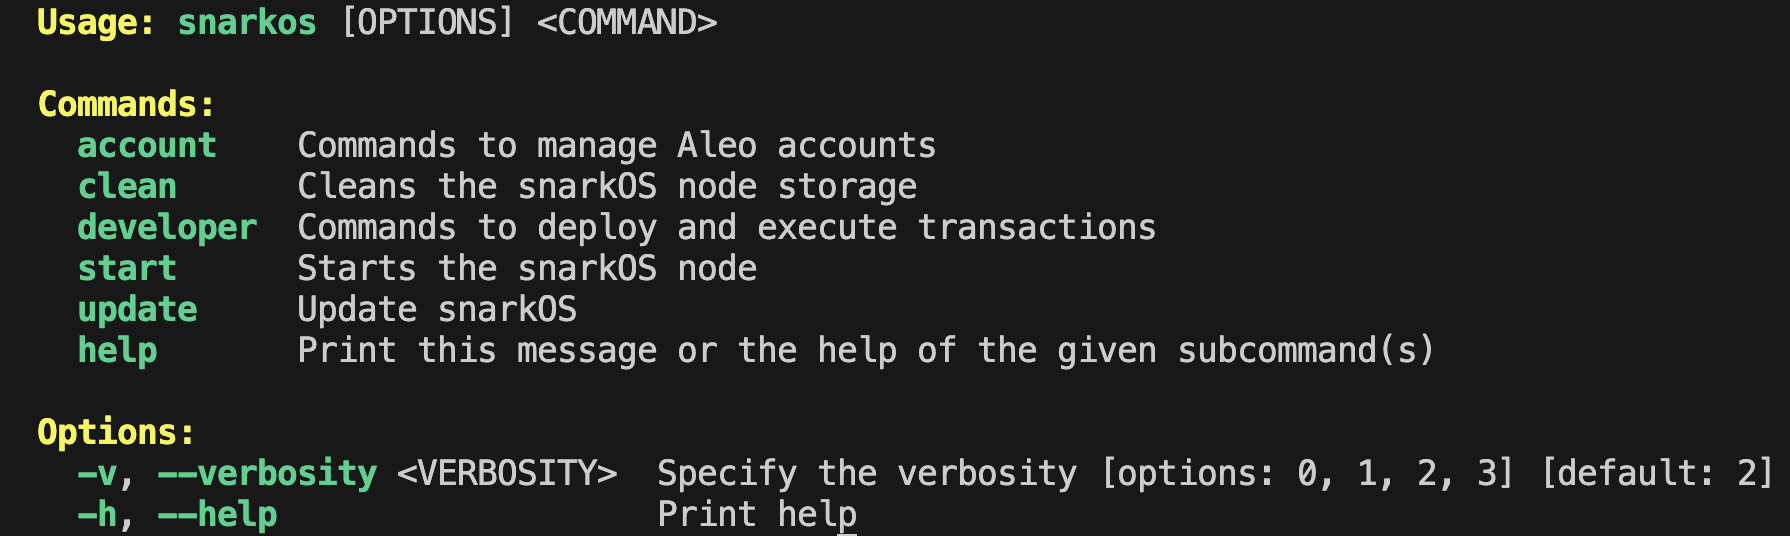 Usage: snarkos [OPTIONS] <COMMAND>
Commands:
account Commands to manage Aleo accounts
clean Cleans the snarkOS node storage
developer Commands to deploy and execute transactions
start Starts the snarkOS node
update Update snarkOS
help Print this message or the help of the given subcommand(s)
Options:
-v, --verbosity <VERBOSITY> Specify the verbosity [options: 0, 1, 2, 3] [default: 2]
-h, --help Print help